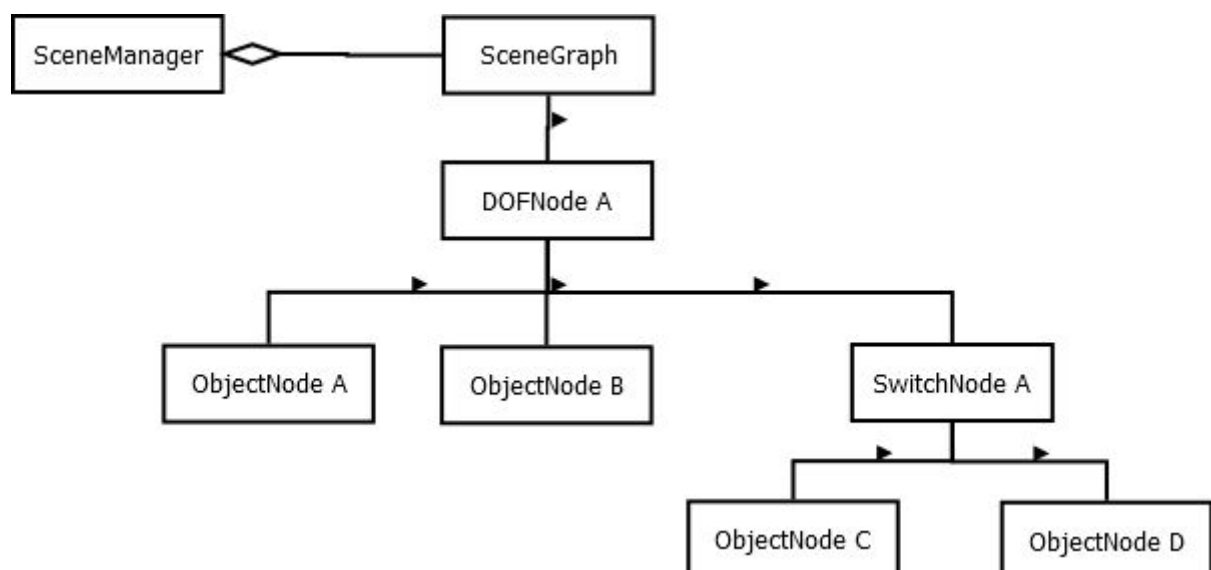 SceneManager
SceneGraph
DOFNode A
ObjectNode A
ObjectNode B
SwitchNode A
ObjectNode C
ObjectNode D